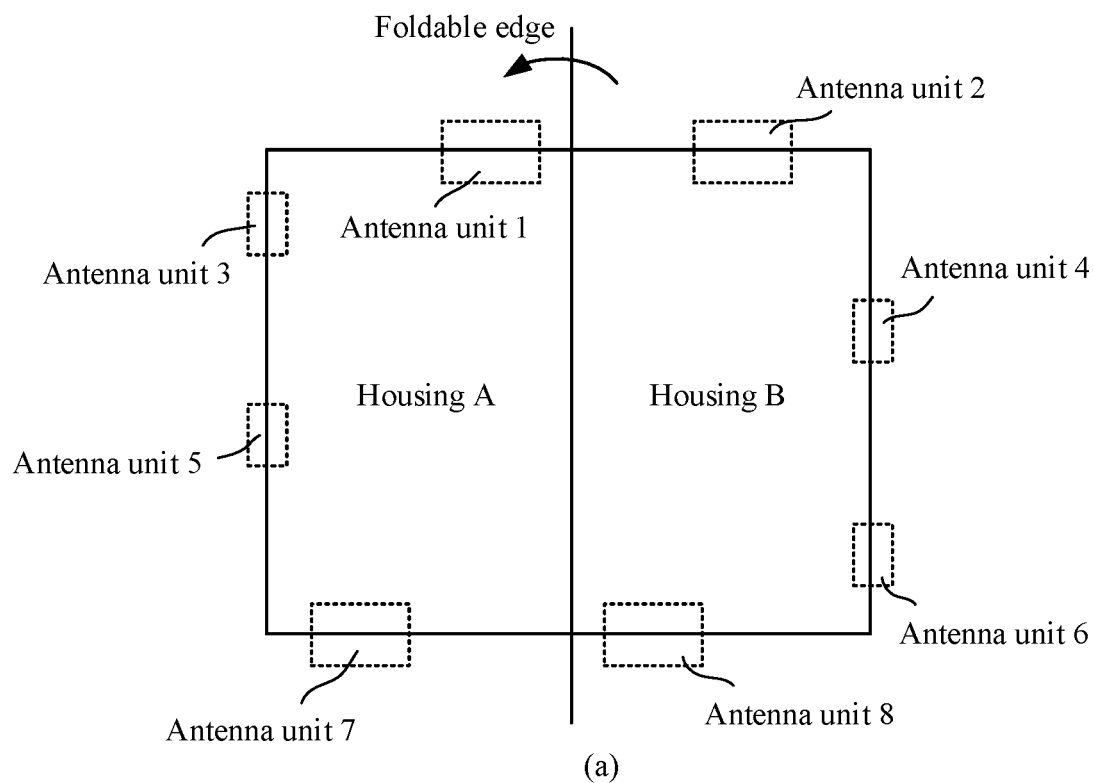 Foldable edge
Antenna unit 2
Antenna unit 1
Antenna unit 3
Antenna unit 4
Housing A
Housing B
Antenna unit 5
Antenna unit 6
Antenna unit 7
Antenna unit 8
(a)